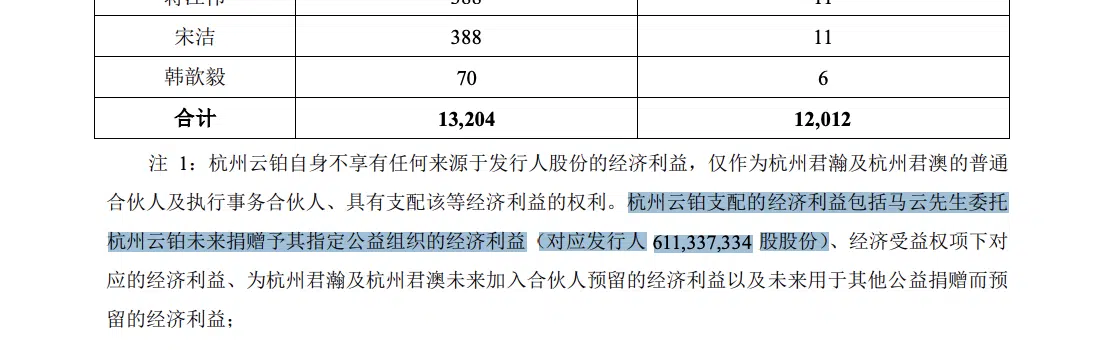 宋洁 388 11
韩歆毅 70 6
合计 13,204 12,012
注 1：杭州云铂自身不享有任何来源于发行人股份的经济利益，仅作为杭州君瀚及杭州君澳的普通
合伙人及执行事务合伙人、具有支配该等经济利益的权利。杭州云铂支配的经济利益包括马云先生委托
杭州云铂未来捐赠予其指定公益组织的经济利益（对应发行人 611,337,334 股股份）、经济受益权项下对
应的经济利益、为杭州君瀚及杭州君澳未来加入合伙人预留的经济利益以及未来用于其他公益捐赠而预
留的经济利益；